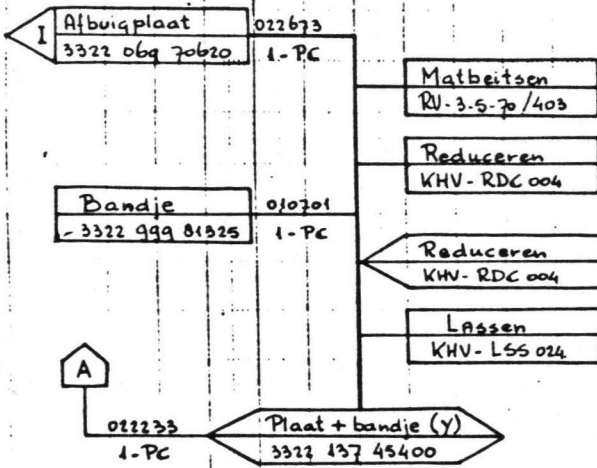 I
Afbuigplaat
3322 069 70620
022673
1-PC
Matbeitsen
RV-3-5-70/403
Reduceren
KHV-RDC 004
Bandje
- 3322 999 81325
010701
1-PC
Reduceren
KHV-RDC 004
Lassen
KHV-LSS 024
A
022233
1-PC
Plaat + bandje (y)
3322 137 45400